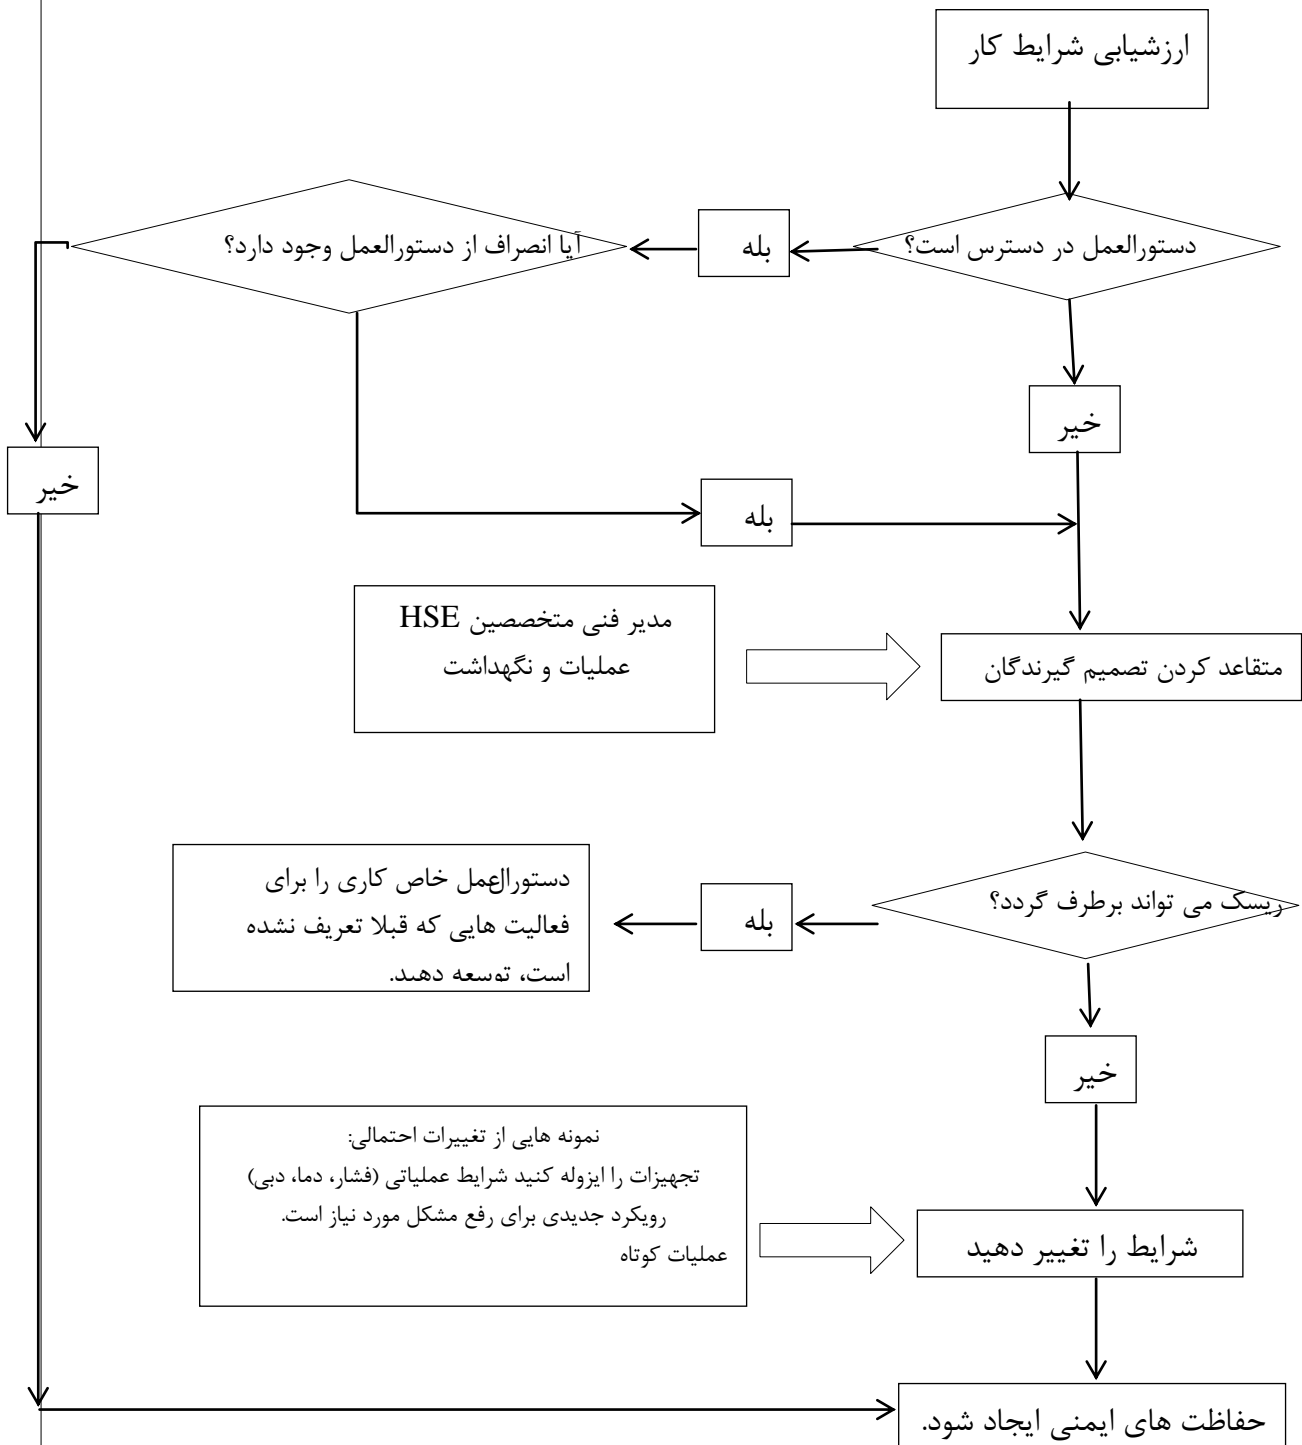 ارزشیابی شرایط کار
دستورالعمل در دسترس است؟
بله
آیا انصراف از دستورالعمل وجود دارد؟
خیر
خیر
بله
مدیر فنی متخصصین HSE
عملیات و نگهداشت
متقاعد کردن تصمیم گیرندگان
ریسک می تواند برطرف گردد؟
بله
دستورالعمل خاص کاری را برای
فعالیت هایی که قبلا تعریف نشده
است، توسعه دهید.
خیر
نمونه هایی از تغییرات احتمالی:
تجهیزات را ایزوله کنید شرایط عملیاتی (فشار، دما، دبی)
رویکرد جدیدی برای رفع مشکل مورد نیاز است.
عملیات کوتاه
شرایط را تغییر دهید
حفاظت های ایمنی ایجاد شود.